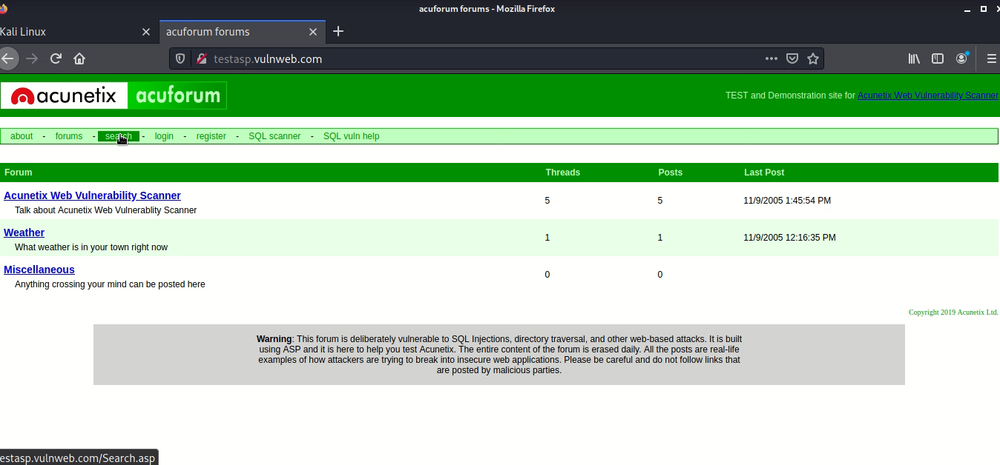 acuforum forums - Mozilla Firefox
Kali Linux
acuforum forums
testasp.vulnweb.com
acunetix acuforum
TEST and Demonstration site for Acunetix Web Vulnerability Scanner
about - forums - search - login - register - SQL scanner - SQL vuln help
Forum Threads Posts Last Post
Acunetix Web Vulnerability Scanner 5 5 11/9/2005 1:45:54 PM
Talk about Acunetix Web Vulnerablity Scanner
Weather 1 1 11/9/2005 12:16:35 PM
What weather is in your town right now
Miscellaneous 0 0
Anything crossing your mind can be posted here
Copyright 2019 Acunetix Ltd.
Warning: This forum is deliberately vulnerable to SQL Injections, directory traversal, and other web-based attacks. It is built
using ASP and it is here to help you test Acunetix. The entire content of the forum is erased daily. All the posts are real-life
examples of how attackers are trying to break into insecure web applications. Please be careful and do not follow links that
are posted by malicious parties.
estasp.vulnweb.com/Search.asp